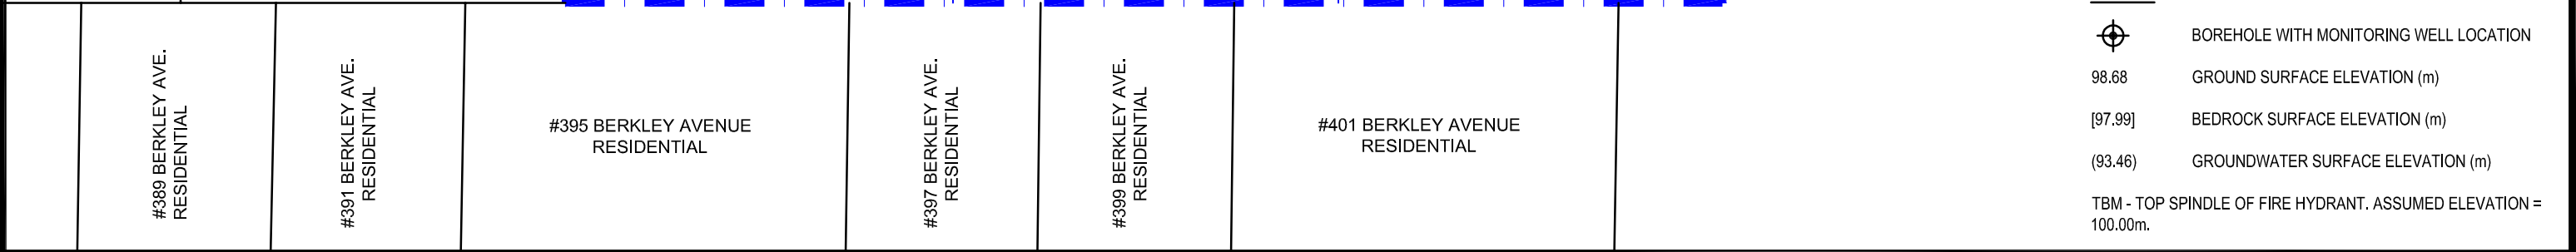 #389 BERKLEY AVE.
RESIDENTIAL
#391 BERKLEY AVE.
RESIDENTIAL
#395 BERKLEY AVENUE
RESIDENTIAL
#397 BERKLEY AVE.
RESIDENTIAL
#399 BERKLEY AVE.
RESIDENTIAL
#401 BERKLEY AVENUE
RESIDENTIAL
BOREHOLE WITH MONITORING WELL LOCATION
98.68 GROUND SURFACE ELEVATION (m)
[97.99] BEDROCK SURFACE ELEVATION (m)
(93.46) GROUNDWATER SURFACE ELEVATION (m)
TBM - TOP SPINDLE OF FIRE HYDRANT. ASSUMED ELEVATION =
100.00m.